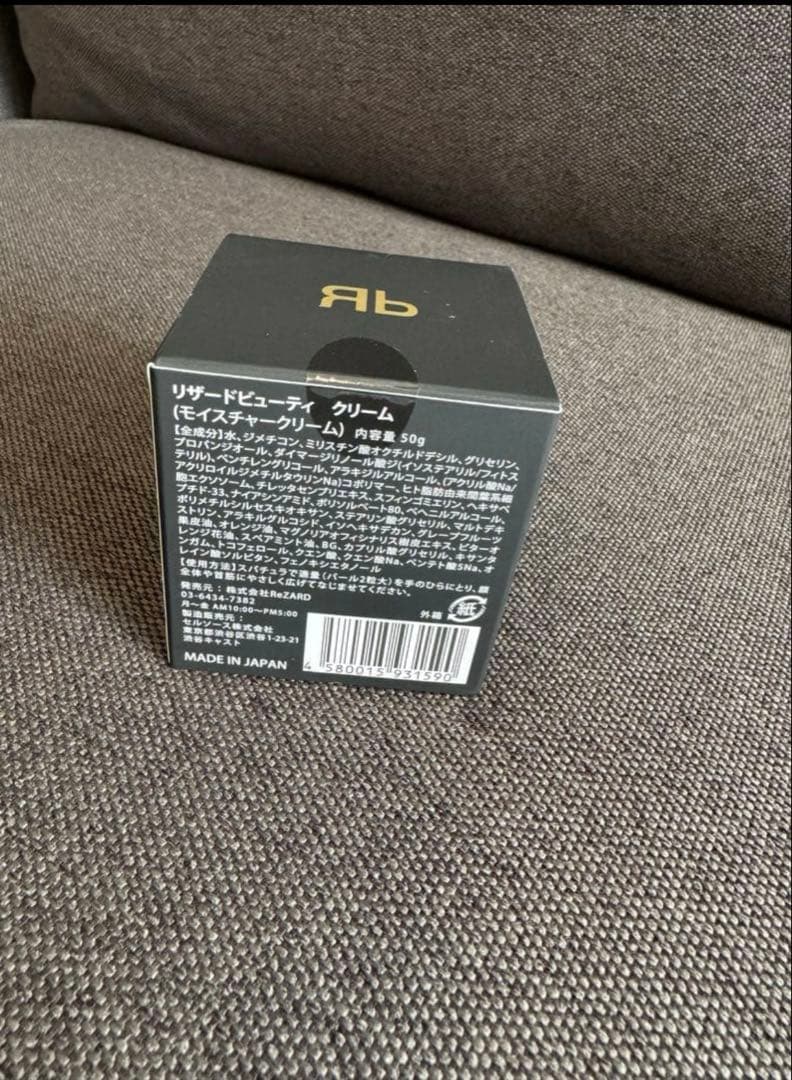 Rb
リザードビューティ クリーム
(モイスチャークリーム) 内容量 50g
【全成分】水、ジメチコン、ミリスチン酸オクチルドデシル、グリセリン、
プロパンジオール、ダイマージリノール酸ジ(イソステアリル/フィトス
テリル)、ペンチレングリコール、アラキジルアルコール、(アクリル酸Na/
アクリロイルジメチルタウリンNa)コポリマー、ヒト脂肪由来間葉系細
胞エクソソーム、チレッタセンブリエキス、スフィンゴミエリン、ヘキサペ
プチド-33、ナイアシンアミド、ポリソルベート80、ベヘニルアルコール、
ポリメチルシルセスキオキサン、ステアリン酸グリセリル、マルトデキ
ストリン、アラキルグルコシド、イソヘキサデカン、グレープフルーツ
果皮油、オレンジ油、マグノリアオフィシナリス樹皮エキス、ビターオ
レンジ花油、スペアミント油、BG、カプリル酸グリセリル、キサンタ
ンガム、トコフェロール、クエン酸、クエン酸Na、ペンテト酸5Na、オ
レイン酸ソルビタン、フェノキシエタノール
【使用方法】スパチュラで適量(パール2粒大)を手のひらにとり、顔
全体や首筋にやさしく広げてなじませてください。
発売元:株式会社ReZARD
03-6434-7382
月〜金 AM10:00〜PM5:00
製造販売元:
セルソース株式会社
東京都渋谷区渋谷1-23-21
渋谷キャスト
MADE IN JAPAN
外箱 紙
4 580015 931590